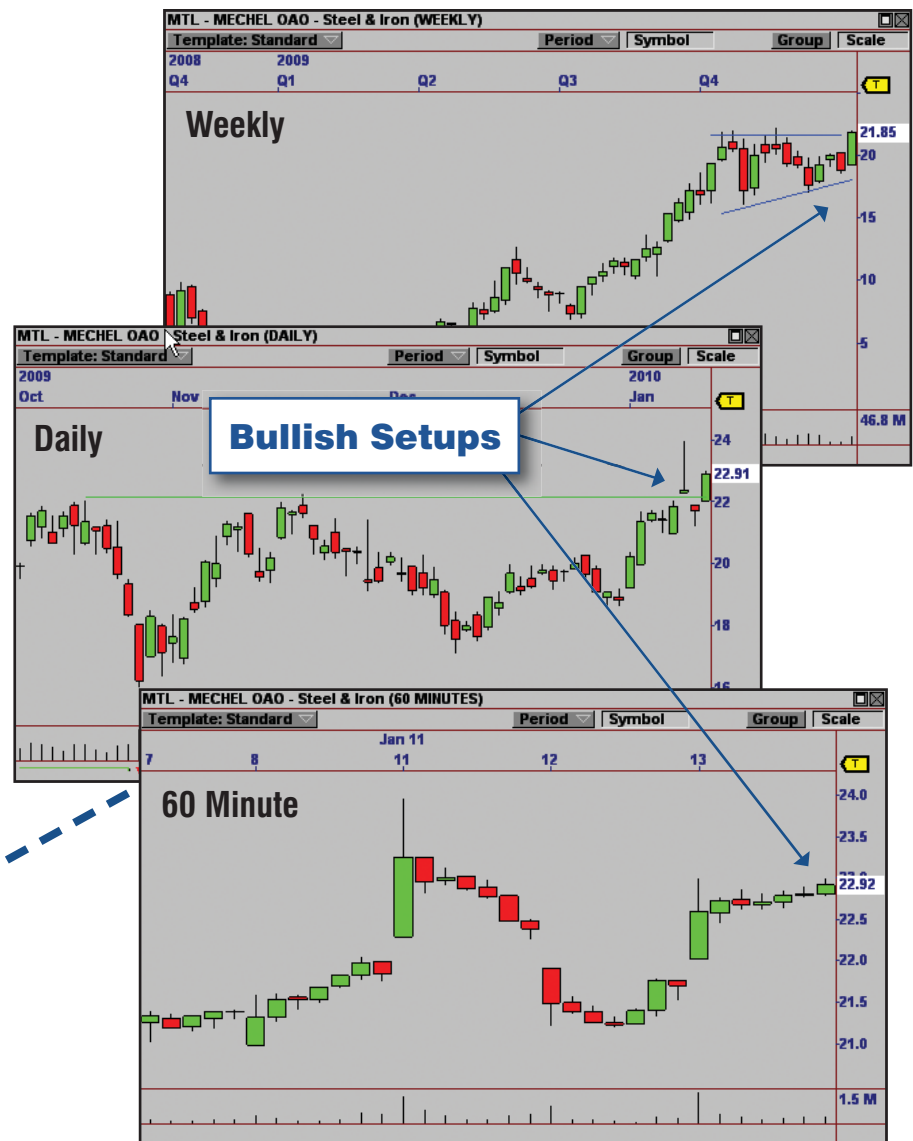 MTL - MECHEL OAO - Steel & Iron (WEEKLY)
Template: Standard Period Symbol Group Scale
2008 2009
Q4 Q1 Q2 Q3 Q4
T
Weekly
21.85
20
15
10
5
46.8 M
MTL - MECHEL OAO - Steel & Iron (DAILY)
Template: Standard Period Symbol Group Scale
2009 2010
Oct Nov Dec Jan
T
Daily
Bullish Setups
24
22.91
22
20
18
16
MTL - MECHEL OAO - Steel & Iron (60 MINUTES)
Template: Standard Period Symbol Group Scale
Jan 11
7 8 11 12 13
T
60 Minute
24.0
23.5
22.92
22.5
22.0
21.5
21.0
1.5 M